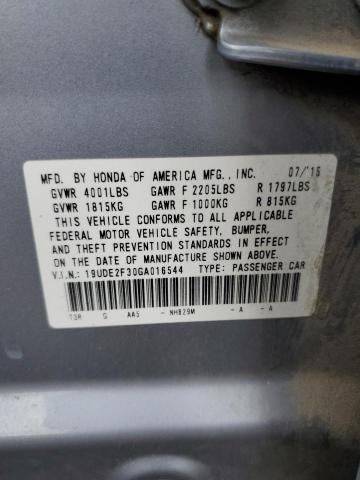 MFD. BY HONDA OF AMERICA MFG., INC. 07/'15
GVWR 4001LBS GAWR F 2205LBS R 1797LBS
GVWR 1815KG GAWR F 1000KG R 815KG
THIS VEHICLE CONFORMS TO ALL APPLICABLE
FEDERAL MOTOR VEHICLE SAFETY, BUMPER,
AND THEFT PREVENTION STANDARDS IN EFFECT
ON THE DATE OF MANUFACTURE SHOWN ABOVE.
V.I.N.: 19UDE2F30GA016544 TYPE: PASSENGER CAR
T3R G AA5 - NH829M - A - A